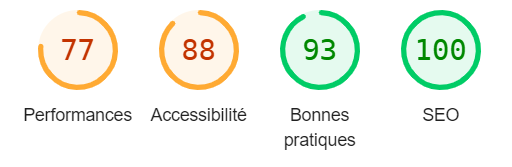 77 88 93 100
Performances Accessibilité Bonnes pratiques SEO